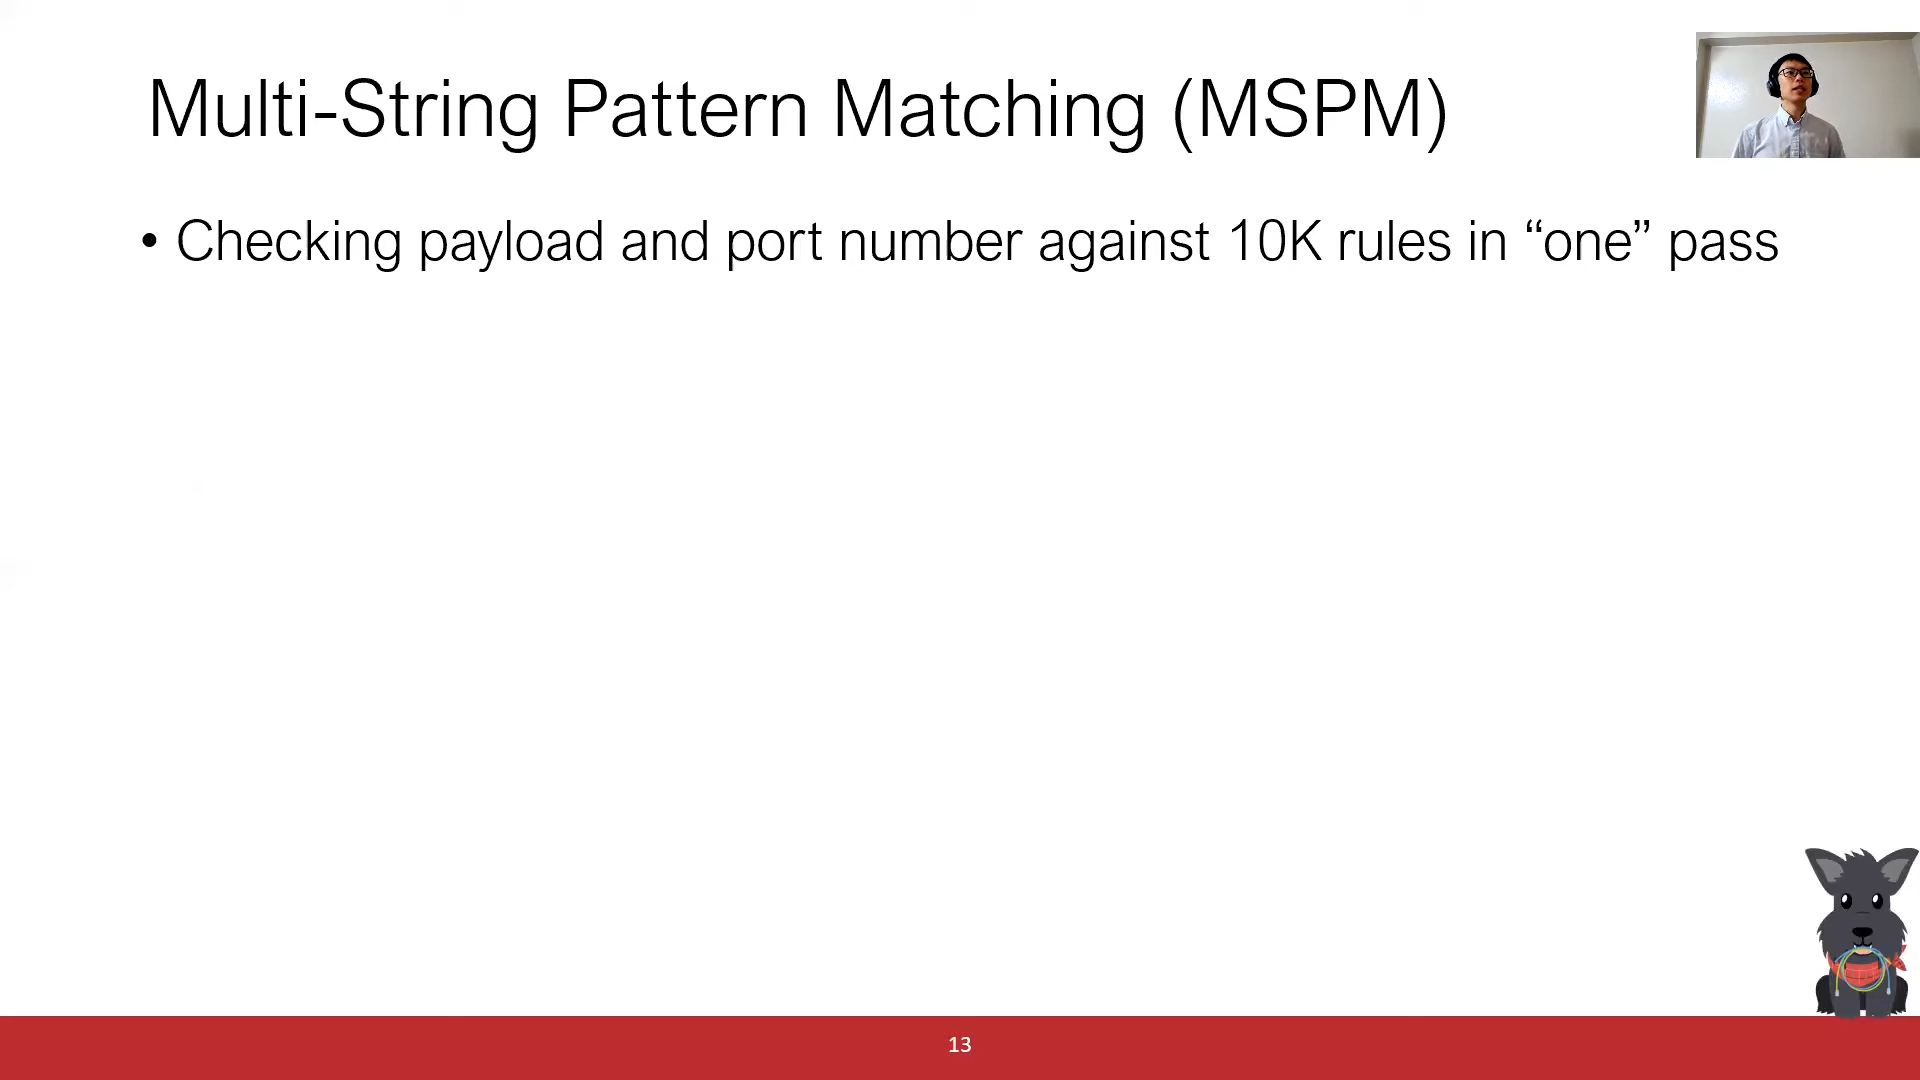 Multi-String Pattern Matching (MSPM)
• Checking payload and port number against 10K rules in “one” pass
13